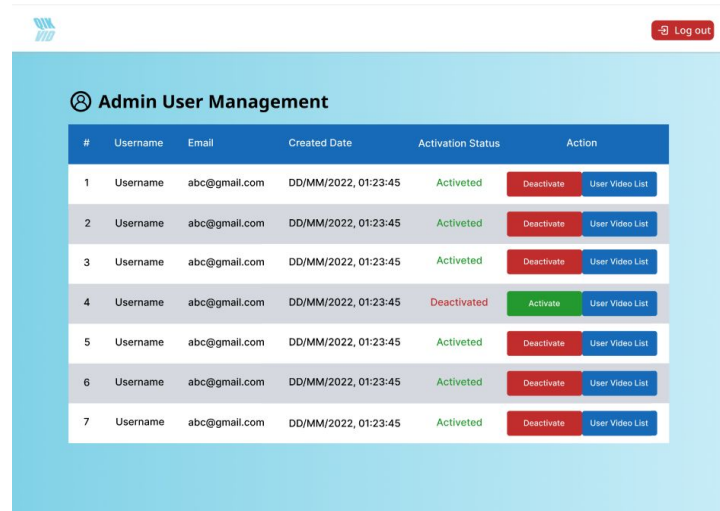 QIK
VID
Log out
Admin User Management
# Username Email Created Date Activation Status Action
1 Username abc@gmail.com DD/MM/2022, 01:23:45 Activeted Deactivate User Video List
2 Username abc@gmail.com DD/MM/2022, 01:23:45 Activeted Deactivate User Video List
3 Username abc@gmail.com DD/MM/2022, 01:23:45 Activeted Deactivate User Video List
4 Username abc@gmail.com DD/MM/2022, 01:23:45 Deactivated Activate User Video List
5 Username abc@gmail.com DD/MM/2022, 01:23:45 Activeted Deactivate User Video List
6 Username abc@gmail.com DD/MM/2022, 01:23:45 Activeted Deactivate User Video List
7 Username abc@gmail.com DD/MM/2022, 01:23:45 Activeted Deactivate User Video List